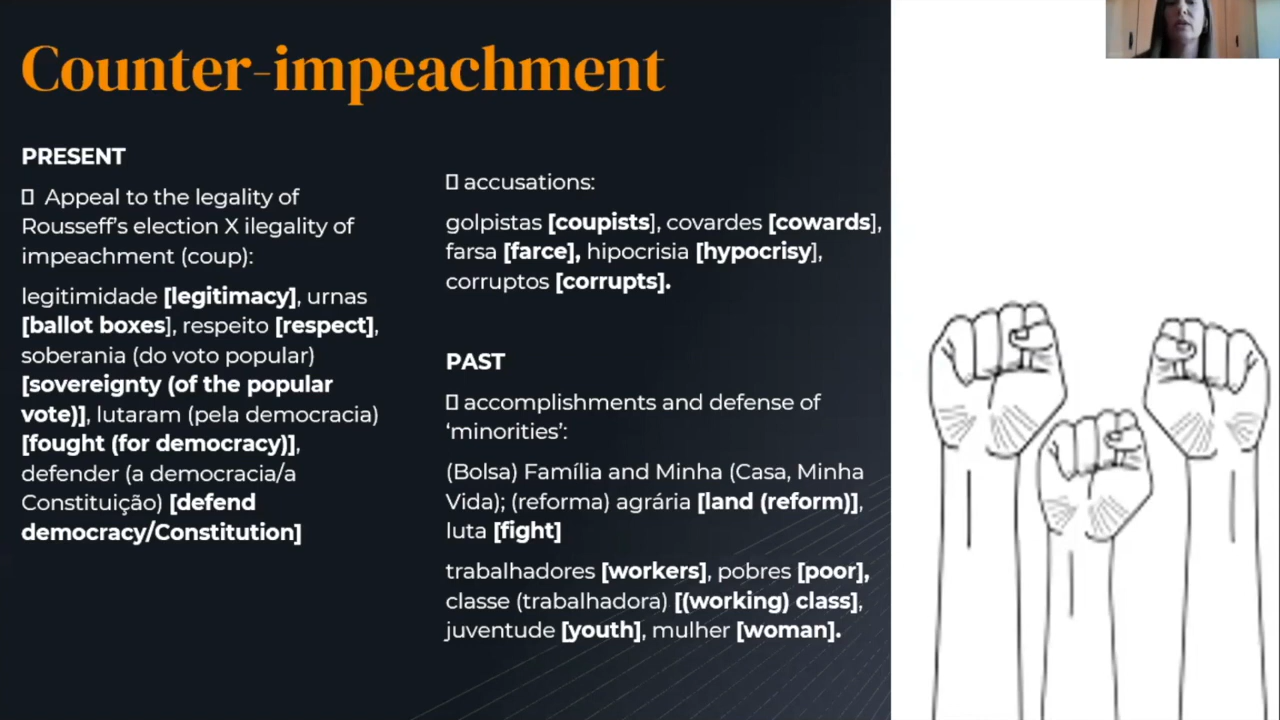 Counter-impeachment
PRESENT
▯ Appeal to the legality of
Rousseff's election X ilegality of
impeachment (coup):
legitimidade [legitimacy], urnas
[ballot boxes], respeito [respect],
soberania (do voto popular)
[sovereignty (of the popular
vote)], lutaram (pela democracia)
[fought (for democracy)],
defender (a democracia/a
Constituição) [defend
democracy/Constitution]
▯ accusations:
golpistas [coupists], covardes [cowards],
farsa [farce], hipocrisia [hypocrisy],
corruptos [corrupts].
PAST
▯ accomplishments and defense of
‘minorities’:
(Bolsa) Família and Minha (Casa, Minha
Vida); (reforma) agrária [land (reform)],
luta [fight]
trabalhadores [workers], pobres [poor],
classe (trabalhadora) [(working) class],
juventude [youth], mulher [woman].